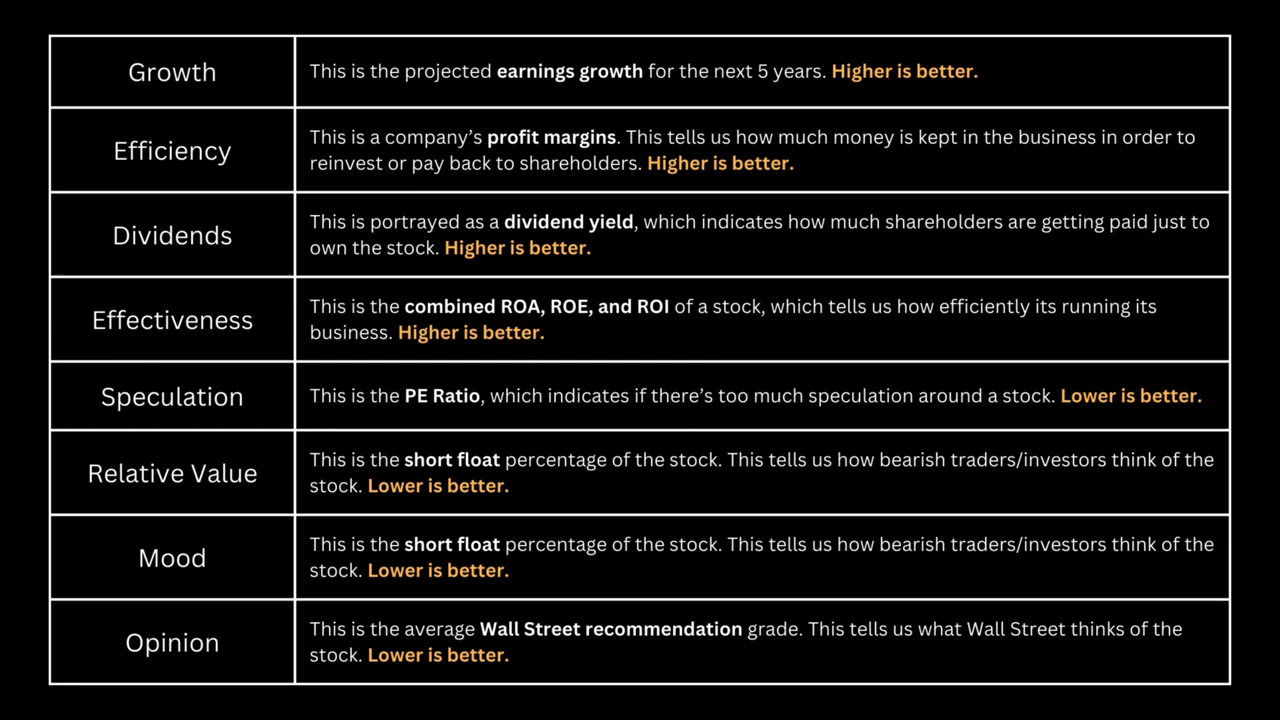 Growth
This is the projected earnings growth for the next 5 years. Higher is better.
Efficiency
This is a company’s profit margins. This tells us how much money is kept in the business in order to
reinvest or pay back to shareholders. Higher is better.
Dividends
This is portrayed as a dividend yield, which indicates how much shareholders are getting paid just to
own the stock. Higher is better.
Effectiveness
This is the combined ROA, ROE, and ROI of a stock, which tells us how efficiently its running its
business. Higher is better.
Speculation
This is the PE Ratio, which indicates if there’s too much speculation around a stock. Lower is better.
Relative Value
This is the short float percentage of the stock. This tells us how bearish traders/investors think of the
stock. Lower is better.
Mood
This is the short float percentage of the stock. This tells us how bearish traders/investors think of the
stock. Lower is better.
Opinion
This is the average Wall Street recommendation grade. This tells us what Wall Street thinks of the
stock. Lower is better.